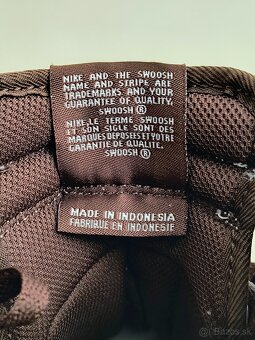 NIKE AND THE SWOOSH
NAME AND STRIPE ARE
TRADEMARKS AND YOUR
GUARANTEE OF QUALITY.
SWOOSH®
NIKE, LE TERME SWOOSH
ET SON SIGLE SONT DES
MARQUES DEPOSEES ET VOTRE
GARANTIE DE QUALITE.
SWOOSH®
MADE IN INDONESIA
FABRIQUE EN INDONESIE
bazos.sk